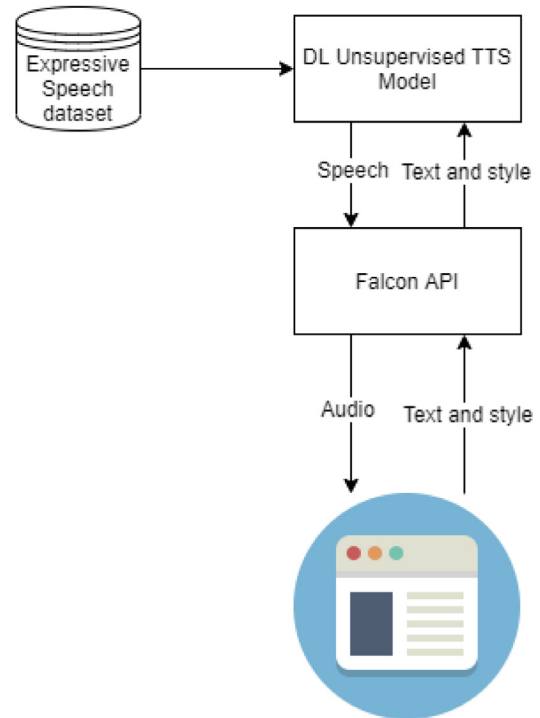 Expressive
Speech
dataset
DL Unsupervised TTS
Model
Speech
Text and style
Falcon API
Audio
Text and style